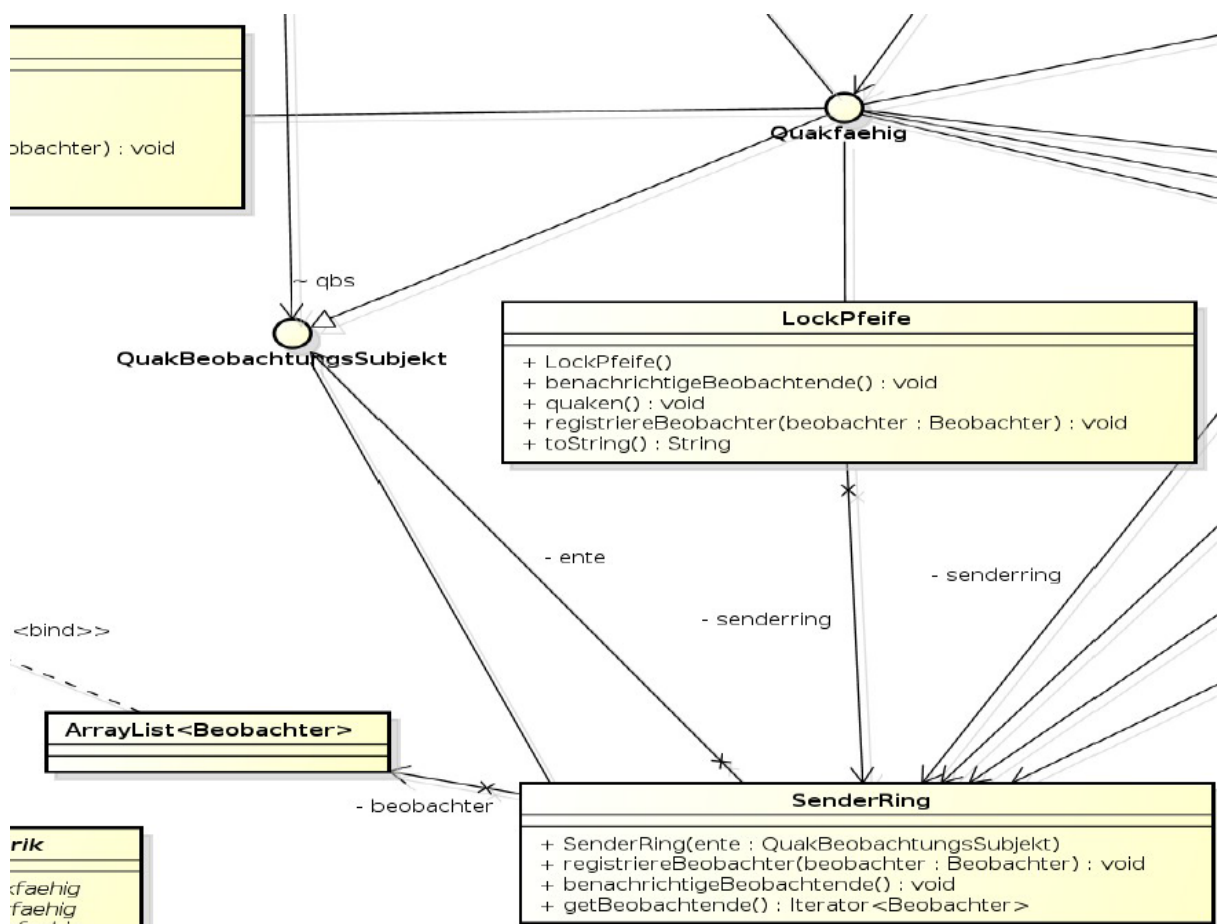 Quakfaehig
obachter) : void
~ qbs
QuakBeobachtungsSubjekt
LockPfeife
+ LockPfeife()
+ benachrichtigeBeobachtende() : void
+ quaken() : void
+ registriereBeobachter(beobachter : Beobachter) : void
+ toString() : String
- ente
- senderring
- senderring
<bind>>
ArrayList<Beobachter>
- beobachter
SenderRing
+ SenderRing(ente : QuakBeobachtungsSubjekt)
+ registriereBeobachter(beobachter : Beobachter) : void
+ benachrichtigeBeobachtende() : void
+ getBeobachtende() : Iterator<Beobachter>
rik
kfaehig
faehig